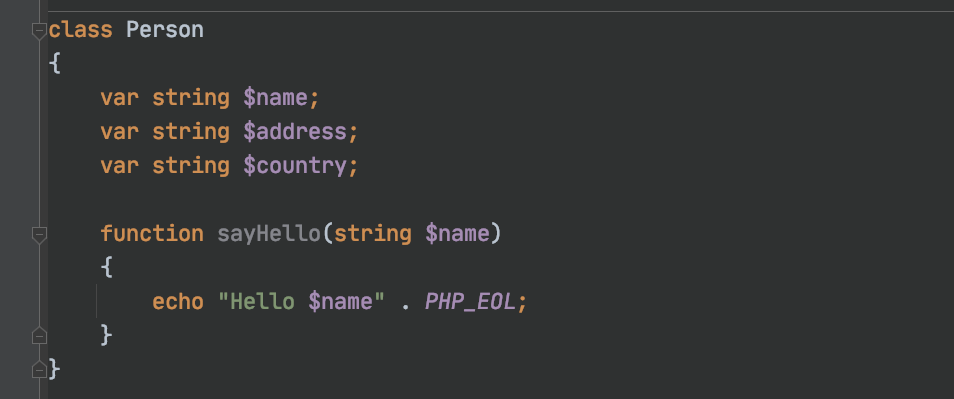 class Person
{
    var string $name;
    var string $address;
    var string $country;

    function sayHello(string $name)
    {
        echo "Hello $name" . PHP_EOL;
    }
}